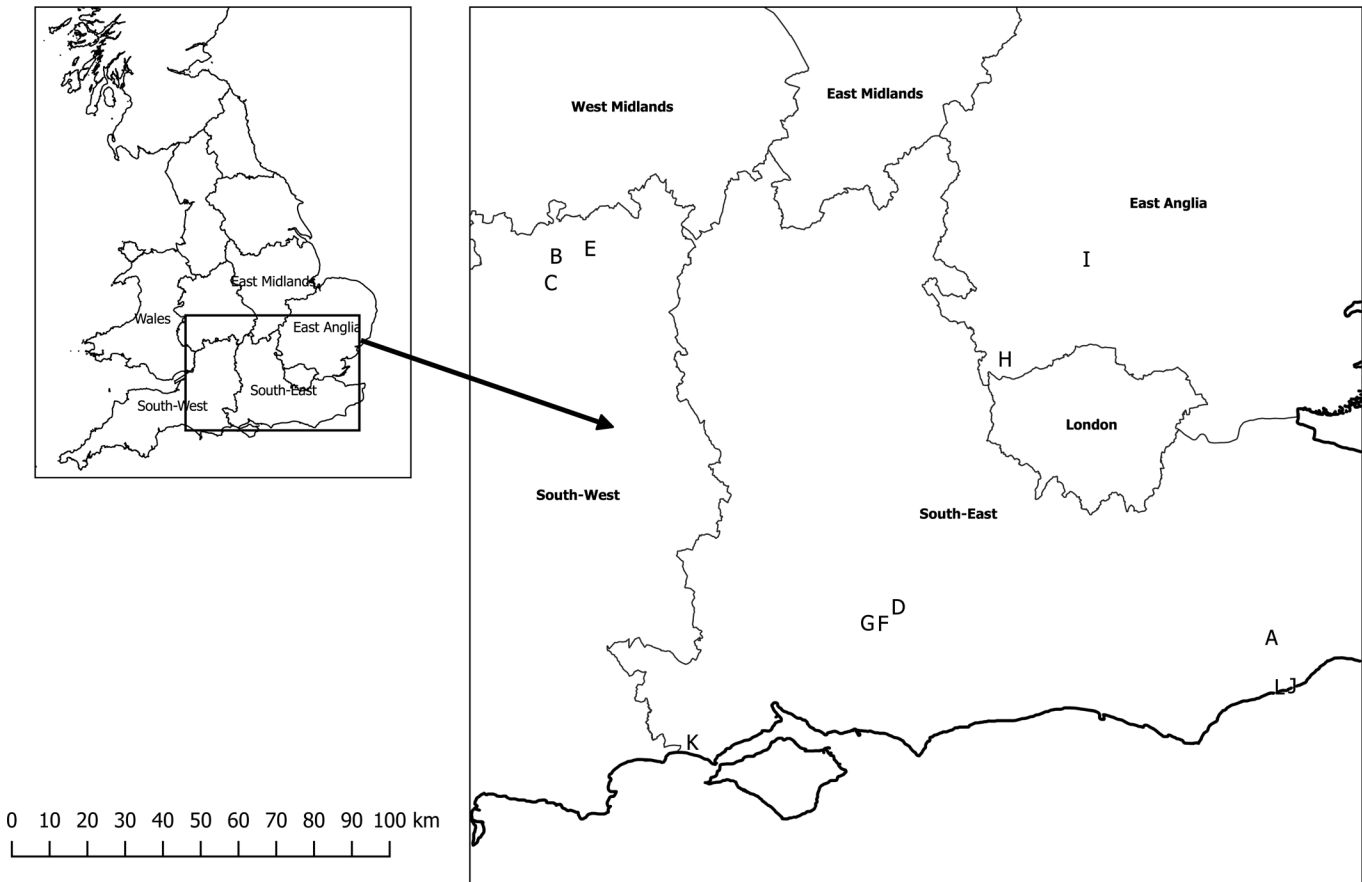 East Midlands
Wales
East Anglia
South-East
South-West
West Midlands
East Midlands
East Anglia
B
E
C
I
H
London
South-West
South-East
D
G F
A
L J
K
0 10 20 30 40 50 60 70 80 90 100 km